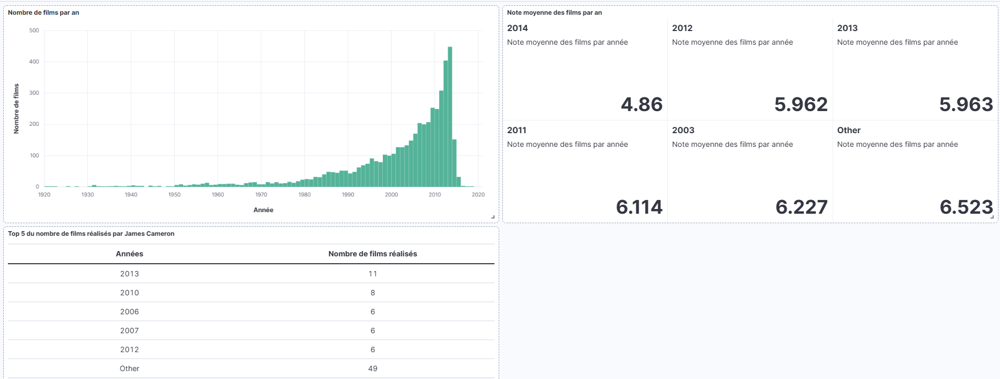 Nombre de films par an
500
400
300
200
100
0
Nombre de films
1920 1930 1940 1950 1960 1970 1980 1990 2000 2010 2020
Année
Note moyenne des films par an
2014
Note moyenne des films par année
4.86
2012
Note moyenne des films par année
5.962
2013
Note moyenne des films par année
5.963
2011
Note moyenne des films par année
6.114
2003
Note moyenne des films par année
6.227
Other
Note moyenne des films par année
6.523
Top 5 du nombre de films réalisés par James Cameron
Années Nombre de films réalisés
2013 11
2010 8
2006 6
2007 6
2012 6
Other 49